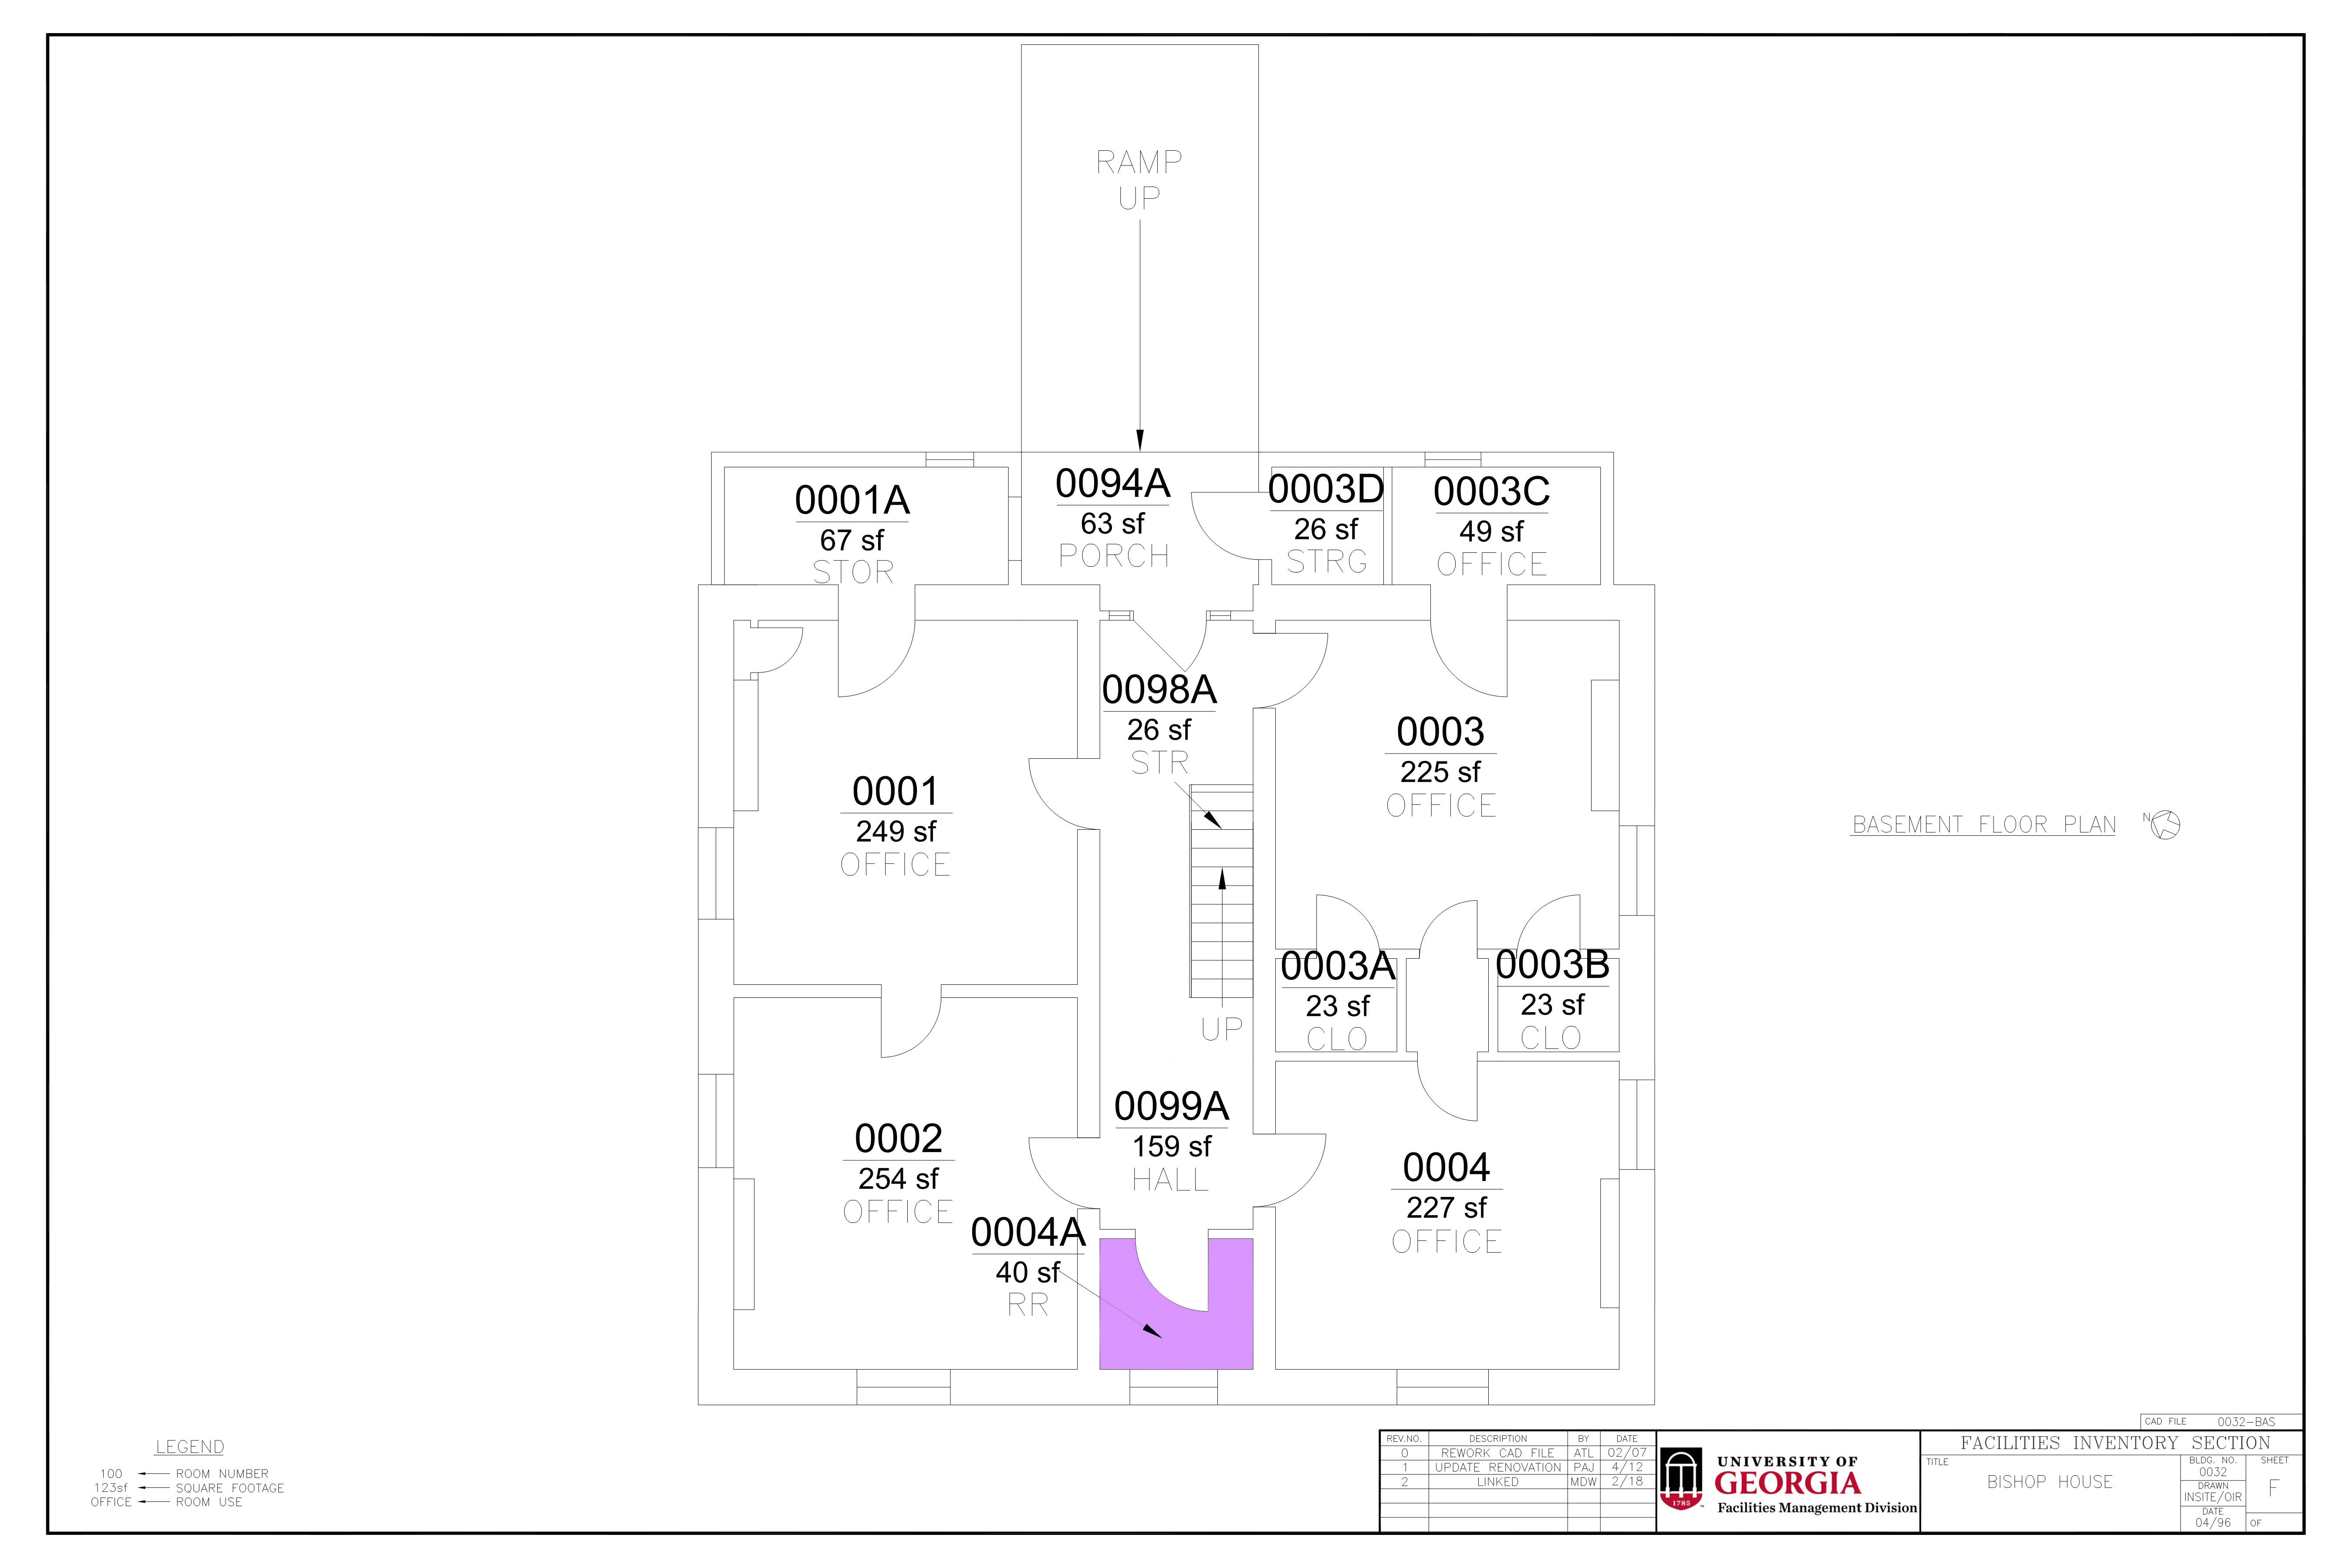 RAMP
UP
0001A
67 sf
STOR
0094A
63 sf
PORCH
0003D
26 sf
STRG
0003C
49 sf
OFFICE
0098A
26 sf
STR
0003
225 sf
OFFICE
0001
249 sf
OFFICE
BASEMENT FLOOR PLAN
N
0003A
23 sf
CLO
0003B
23 sf
CLO
UP
0099A
159 sf
HALL
0002
254 sf
OFFICE
0004
227 sf
OFFICE
0004A
40 sf
RR
LEGEND
100 ROOM NUMBER
123sf SQUARE FOOTAGE
OFFICE ROOM USE
CAD FILE 0032-BAS
REV.NO. DESCRIPTION BY DATE
0 REWORK CAD FILE ATL 02/07
1 UPDATE RENOVATION PAJ 4/12
2 LINKED MDW 2/18
1785
UNIVERSITY OF
GEORGIA
Facilities Management Division
FACILITIES INVENTORY SECTION
TITLE
BISHOP HOUSE
BLDG. NO.
0032
DRAWN
INSITE/OIR
DATE
04/96
SHEET
F
OF